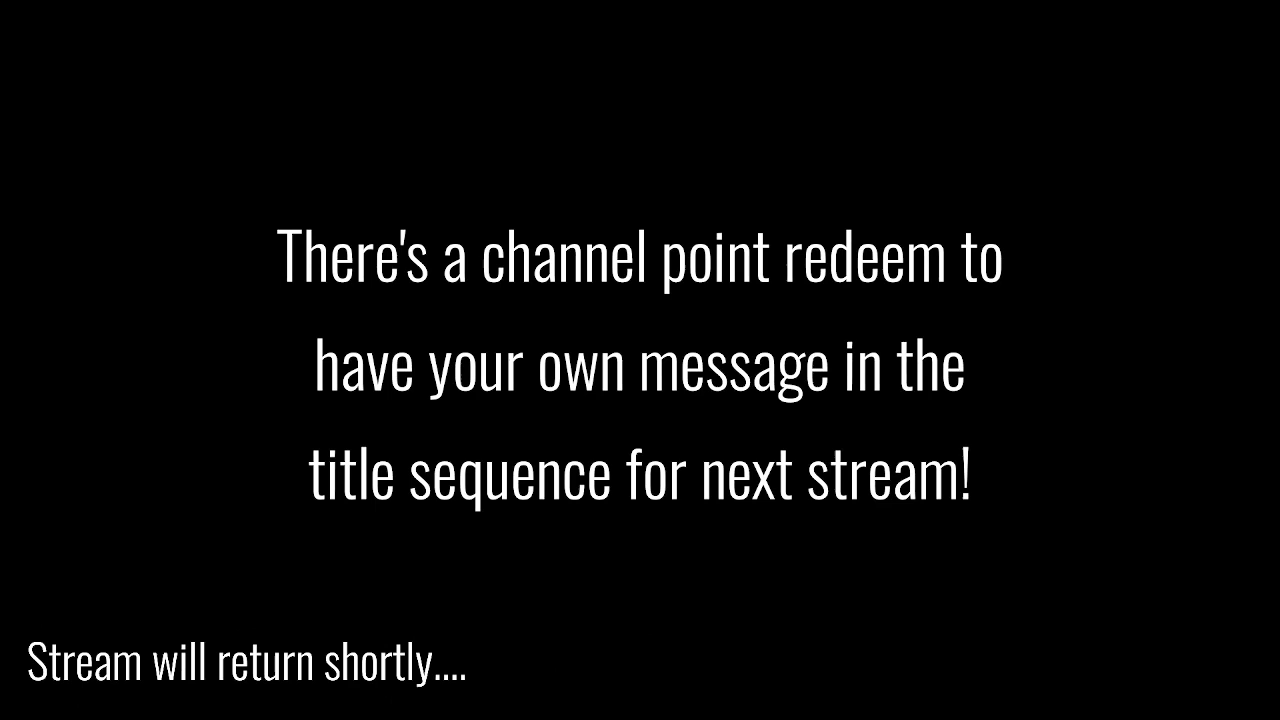 There's a channel point redeem to
have your own message in the
title sequence for next stream!
Stream will return shortly....